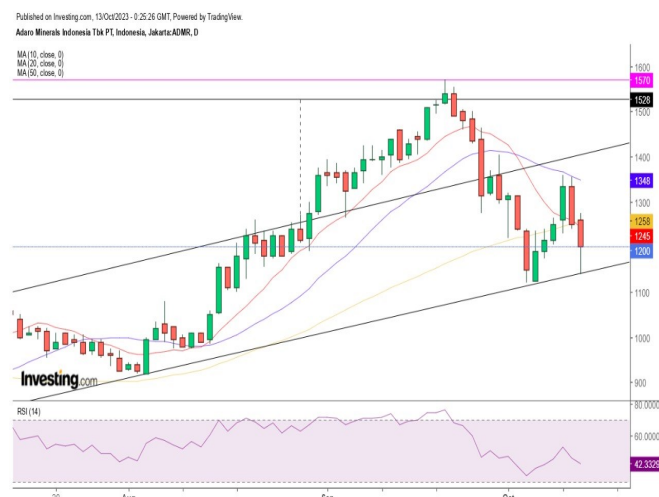 Published on Investing.com, 13/Oct/2023 - 0:25:26 GMT, Powered by TradingView.
Adaro Minerals Indonesia Tbk PT, Indonesia, Jakarta:ADMR, D
MA (10, close, 0)
MA (20, close, 0)
MA (50, close, 0)
1600
1570
1528
1500
1400
1348
1300
1258
1245
1200
1100
1000
900
Investing.com
RSI (14)
80.0000
60.0000
42.3329
20
Aug
Sep
Oct